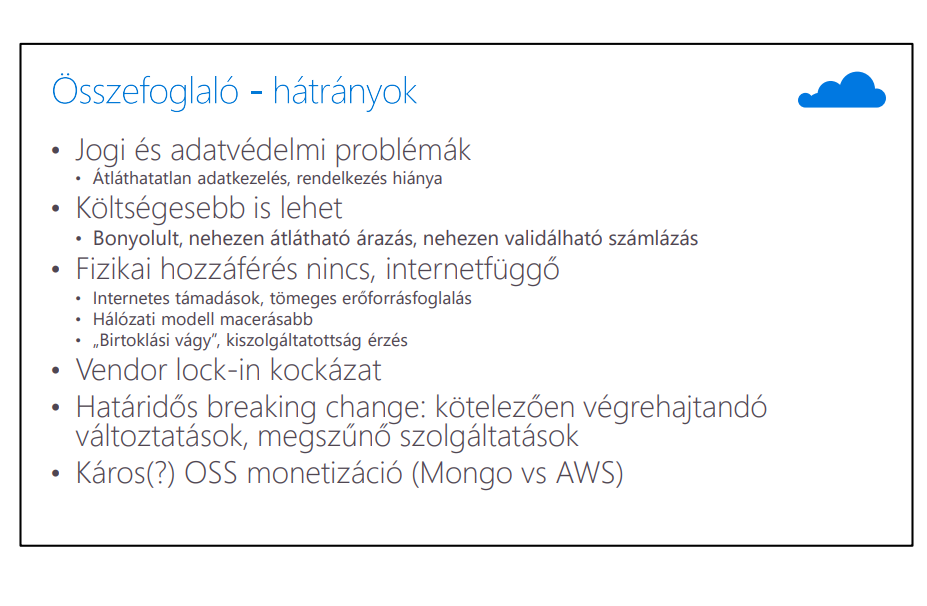 Összefoglaló - hátrányok
• Jogi és adatvédelmi problémák
• Átláthatatlan adatkezelés, rendelkezés hiánya
• Költségesebb is lehet
• Bonyolult, nehezen átlátható árazás, nehezen validálható számlázás
• Fizikai hozzáférés nincs, internetfüggő
• Internetes támadások, tömeges erőforrásfoglalás
• Hálózati modell macerásabb
• „Birtoklási vágy”, kiszolgáltatottság érzés
• Vendor lock-in kockázat
• Határidős breaking change: kötelezően végrehajtandó
változtatások, megszűnő szolgáltatások
• Káros(?) OSS monetizáció (Mongo vs AWS)